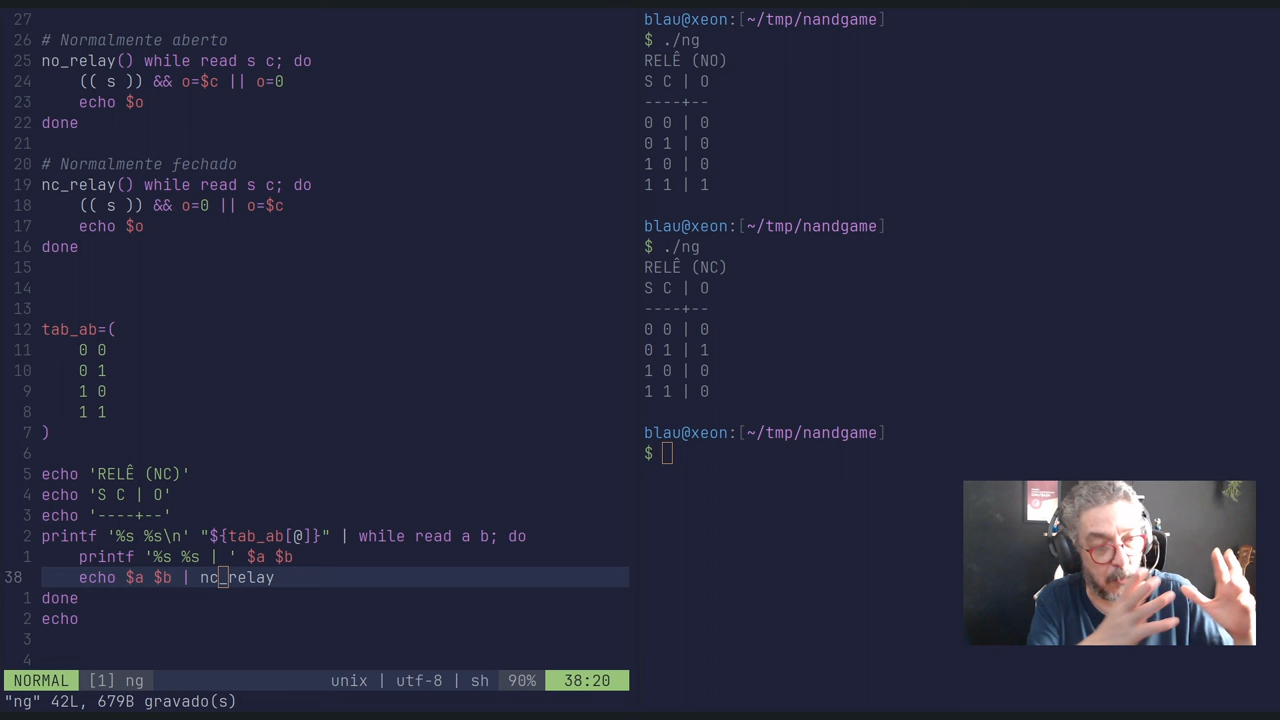 27
26 # Normalmente aberto
25 no_relay() while read s c; do
24     (( s )) && o=$c || o=0
23     echo $o
22 done
21
20 # Normalmente fechado
19 nc_relay() while read s c; do
18     (( s )) && o=0 || o=$c
17     echo $o
16 done
15
14
13
12 tab_ab=(
11     0 0
10     0 1
9     1 0
8     1 1
7 )
6
5 echo 'RELÊ (NC)'
4 echo 'S C | O'
3 echo '----+--'
2 printf '%s %s\n' "${tab_ab[@]}" | while read a b; do
1     printf '%s %s | ' $a $b
38     echo $a $b | nc_relay
1 done
2 echo
3
4
NORMAL [1] ng unix | utf-8 | sh 90% 38:20
"ng" 42L, 679B gravado(s)
blau@xeon:[~/tmp/nandgame]
$ ./ng
RELÊ (NO)
S C | O
----+--
0 0 | 0
0 1 | 0
1 0 | 0
1 1 | 1
blau@xeon:[~/tmp/nandgame]
$ ./ng
RELÊ (NC)
S C | O
----+--
0 0 | 0
0 1 | 1
1 0 | 0
1 1 | 0
blau@xeon:[~/tmp/nandgame]
$